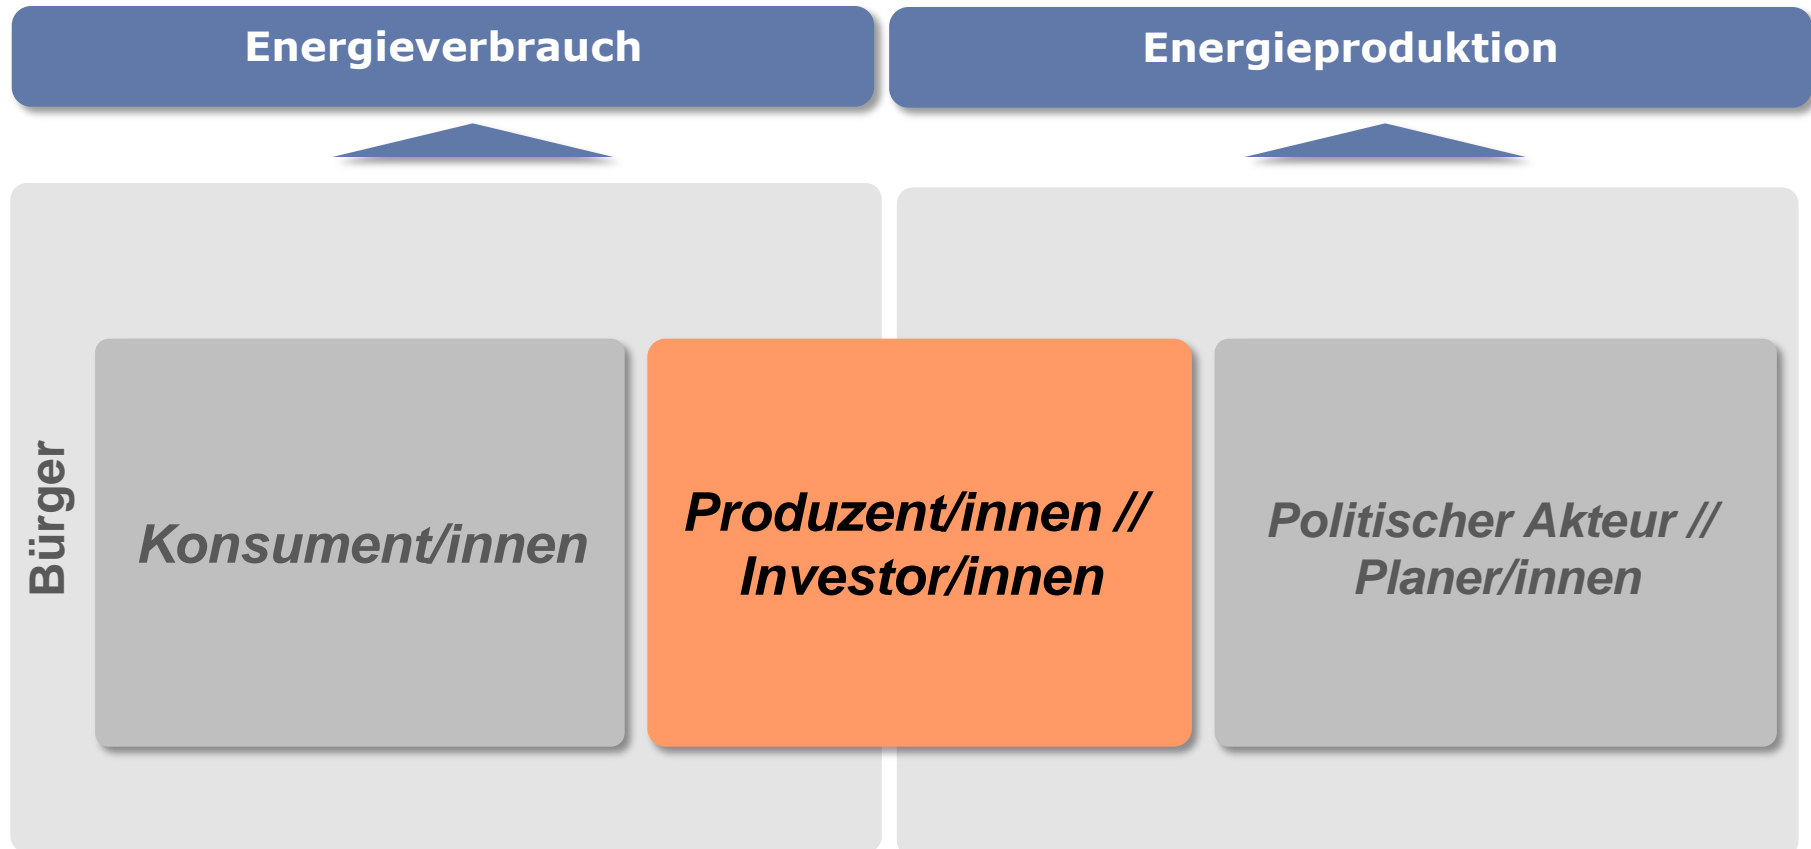 Energieverbrauch
Energieproduktion
Bürger
Konsument/innen
Produzent/innen //
Investor/innen
Politischer Akteur //
Planer/innen